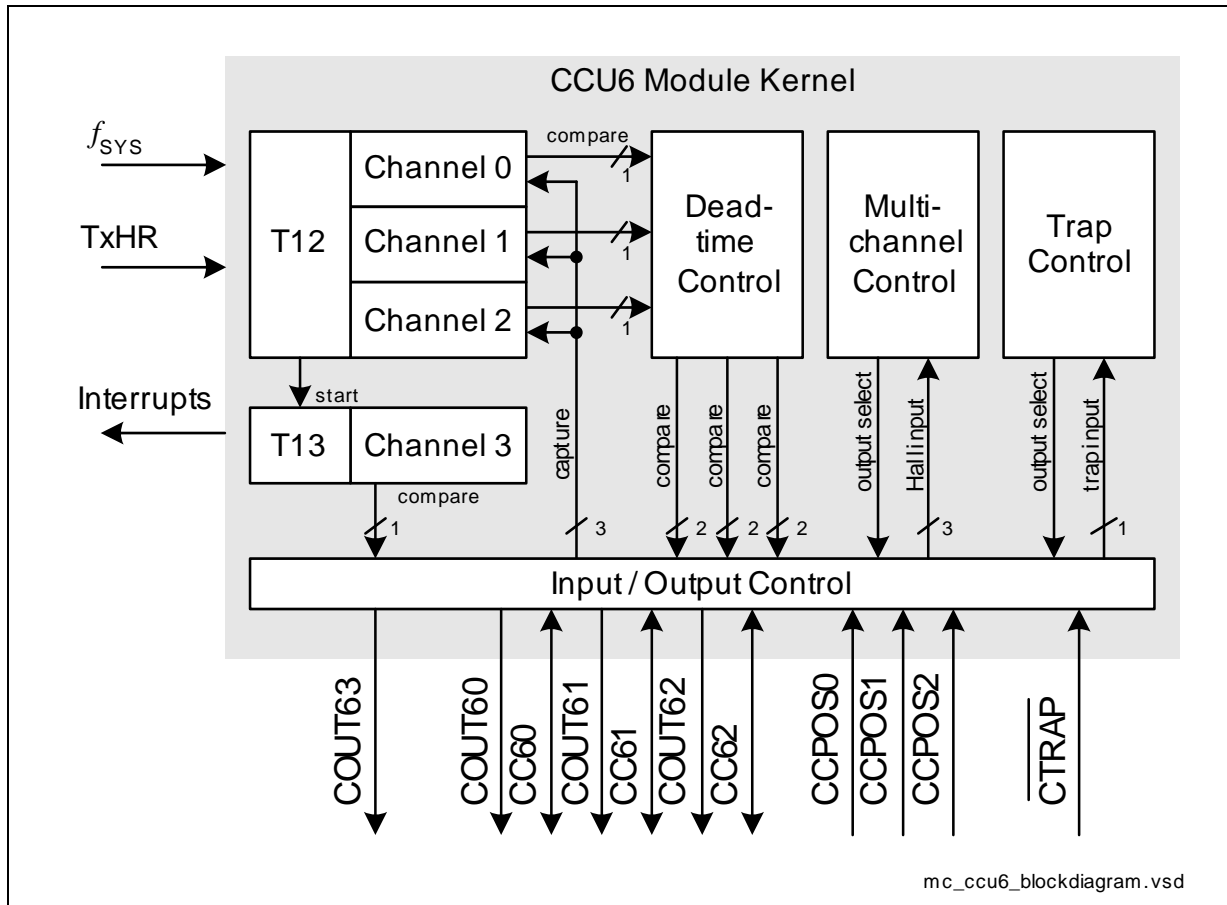 CCU6 Module Kernel
fSYS
TxHR
Interrupts
T12
Channel 0
Channel 1
Channel 2
compare
1
1
1
start
T13
Channel 3
compare
1
capture
3
Dead-
time
Control
compare
compare
compare
2
2
2
Multi-
channel
Control
output select
Hall input
3
Trap
Control
output select
trap input
1
Input / Output Control
COUT63
COUT60
CC60
COUT61
CC61
COUT62
CC62
CCPOS0
CCPOS1
CCPOS2
CTRAP
mc_ccu6_blockdiagram.vsd